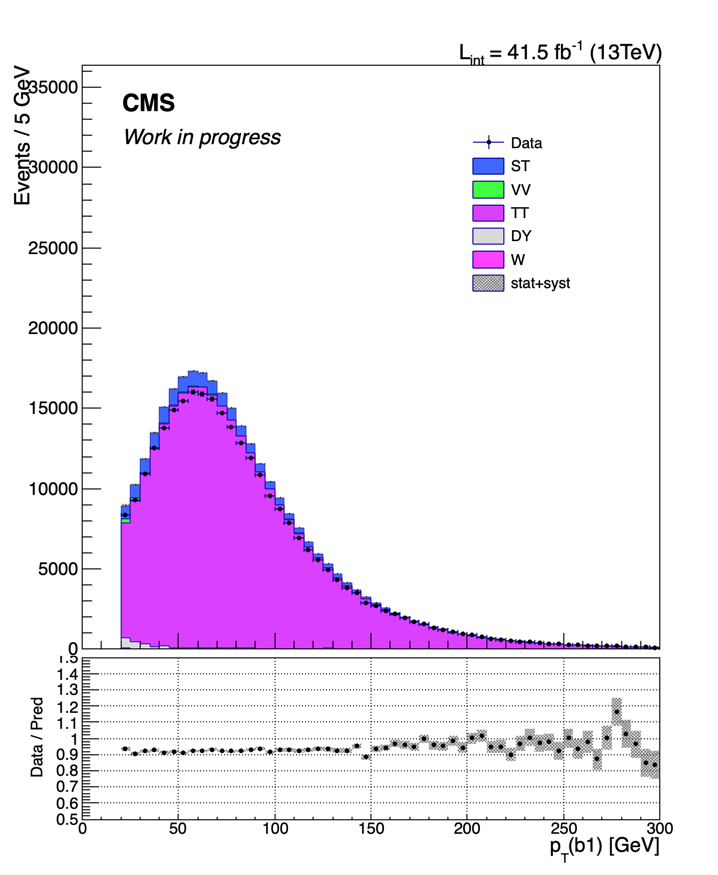 L_int = 41.5 fb^-1 (13TeV)
Events / 5 GeV
35000
30000
25000
20000
15000
10000
5000
0
CMS
Work in progress
Data
ST
VV
TT
DY
W
stat+syst
Data / Pred
1.5
1.4
1.3
1.2
1.1
1
0.9
0.8
0.7
0.6
0.5
0 50 100 150 200 250 300
p_T(b1) [GeV]